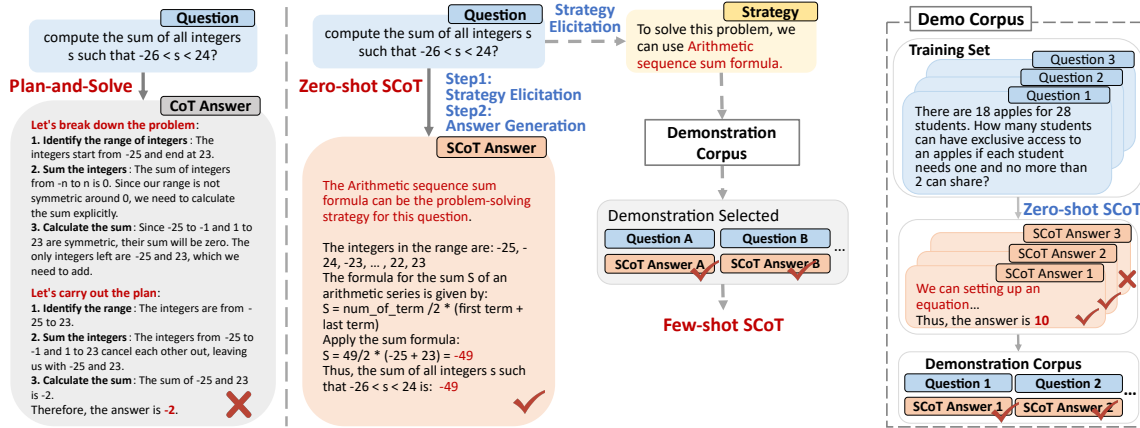 Question
compute the sum of all integers
s such that -26 < s < 24?
Plan-and-Solve
CoT Answer
Let's break down the problem:
1. Identify the range of integers : The
integers start from -25 and end at 23.
2. Sum the integers : The sum of integers
from -n to n is 0. Since our range is not
symmetric around 0, we need to calculate
the sum explicitly.
3. Calculate the sum : Since -25 to -1 and 1 to
23 are symmetric, their sum will be zero. The
only integers left are -25 and 23, which we
need to add.
Let's carry out the plan:
1. Identify the range : The integers are from -
25 to 23.
2. Sum the integers : The integers from -25 to
-1 and 1 to 23 cancel each other out, leaving
us with -25 and 23.
3. Calculate the sum : The sum of -25 and 23
is -2.
Therefore, the answer is -2.
Question
compute the sum of all integers
s such that -26 < s < 24?
Zero-shot SCoT
Step1:
Strategy Elicitation
Step2:
Answer Generation
SCoT Answer
The Arithmetic sequence sum
formula can be the problem-solving
strategy for this question.
The integers in the range are: -25, -
24, -23, ... , 22, 23
The formula for the sum S of an
arithmetic series is given by:
S = num_of_term /2 * (first term +
last term)
Apply the sum formula:
S = 49/2 * (-25 + 23) = -49
Thus, the sum of all integers s such
that -26 < s < 24 is: -49
Strategy
Elicitation
Strategy
To solve this problem, we
can use Arithmetic
sequence sum formula.
Demonstration
Corpus
Demonstration Selected
Question A Question B
...
SCoT Answer A SCoT Answer B
Few-shot SCoT
Demo Corpus
Training Set
Question 3
Question 2
Question 1
There are 18 apples for 28
students. How many students
can have exclusive access to
an apples if each student
needs one and no more than
2 can share?
Zero-shot SCoT
SCoT Answer 3
SCoT Answer 2
SCoT Answer 1
We can setting up an
equation...
Thus, the answer is 10
Demonstration Corpus
Question 1 Question 2
...
SCoT Answer 1 SCoT Answer 2